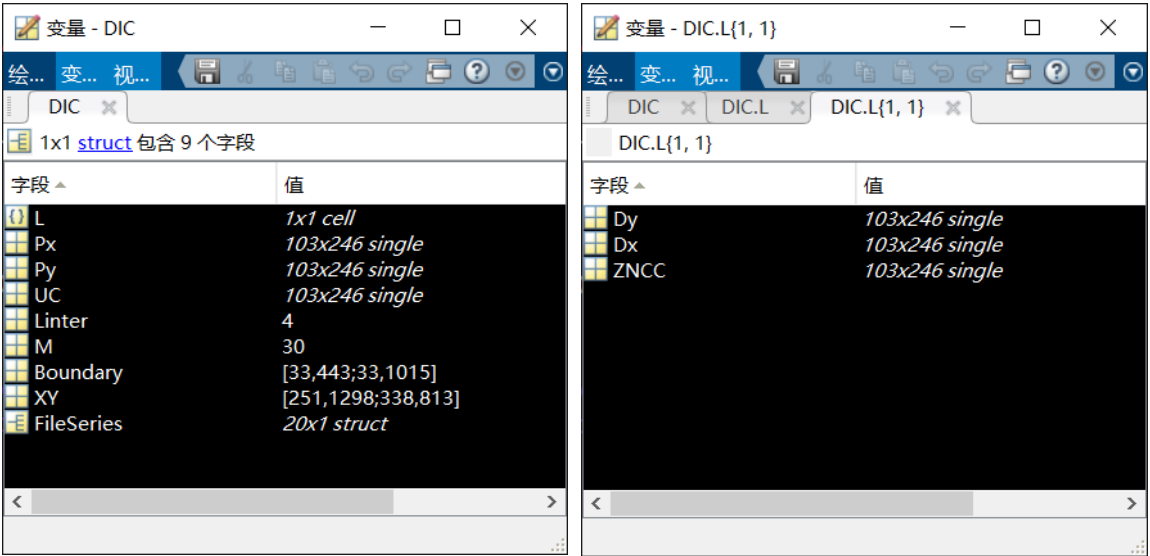 变量 - DIC
绘... 变... 视...
DIC
1x1 struct 包含 9 个字段
字段 值
L 1x1 cell
Px 103x246 single
Py 103x246 single
UC 103x246 single
Linter 4
M 30
Boundary [33,443;33,1015]
XY [251,1298;338,813]
FileSeries 20x1 struct
变量 - DIC.L{1, 1}
绘... 变... 视...
DIC DIC.L DIC.L{1, 1}
DIC.L{1, 1}
字段 值
Dy 103x246 single
Dx 103x246 single
ZNCC 103x246 single